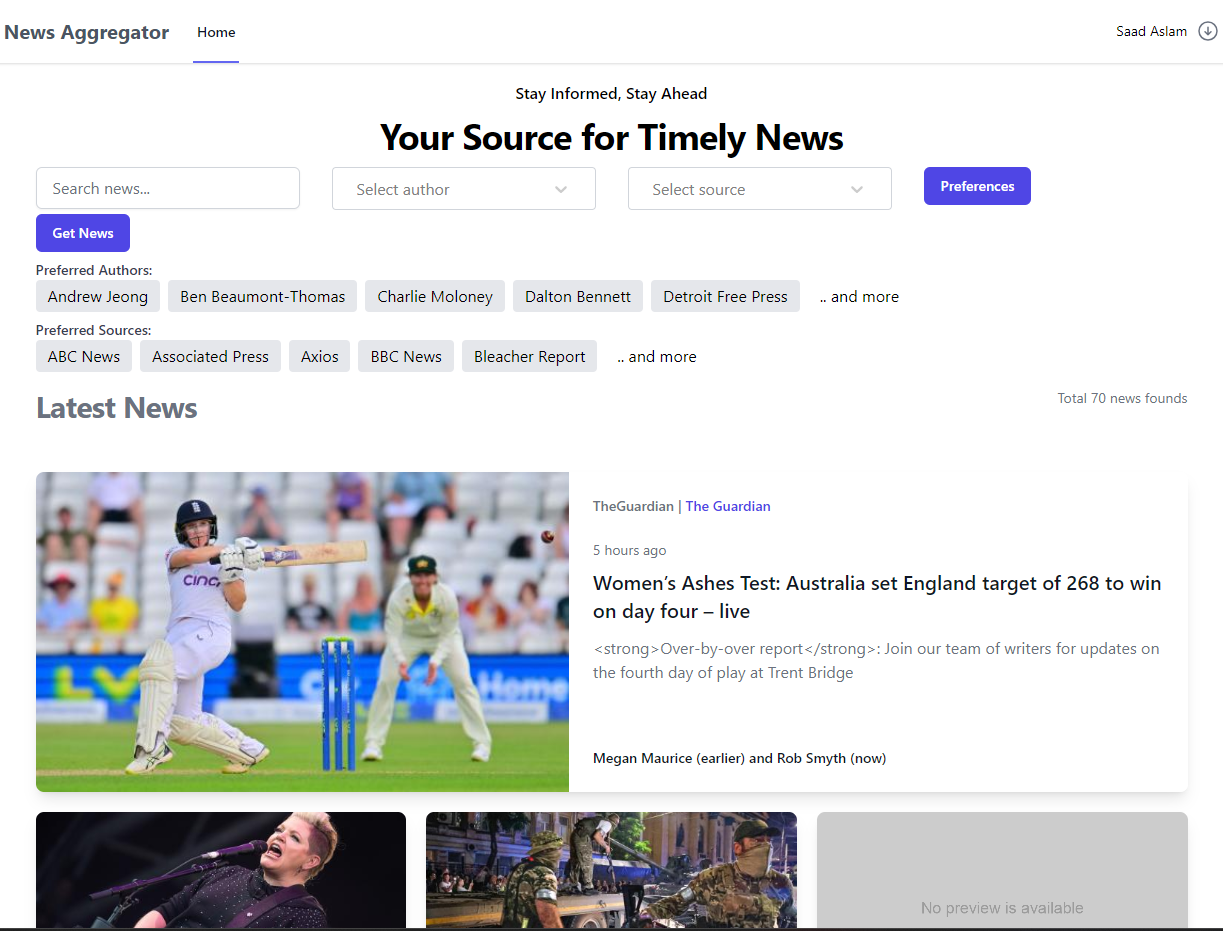 News Aggregator
Home
Saad Aslam
Stay Informed, Stay Ahead
Your Source for Timely News
Search news...
Select author
Select source
Preferences
Get News
Preferred Authors:
Andrew Jeong
Ben Beaumont-Thomas
Charlie Moloney
Dalton Bennett
Detroit Free Press
.. and more
Preferred Sources:
ABC News
Associated Press
Axios
BBC News
Bleacher Report
.. and more
Latest News
Total 70 news founds
cinch
LV
Home
TheGuardian | The Guardian
5 hours ago
Women’s Ashes Test: Australia set England target of 268 to win
on day four – live
<strong>Over-by-over report</strong>: Join our team of writers for updates on
the fourth day of play at Trent Bridge
Megan Maurice (earlier) and Rob Smyth (now)
No preview is available